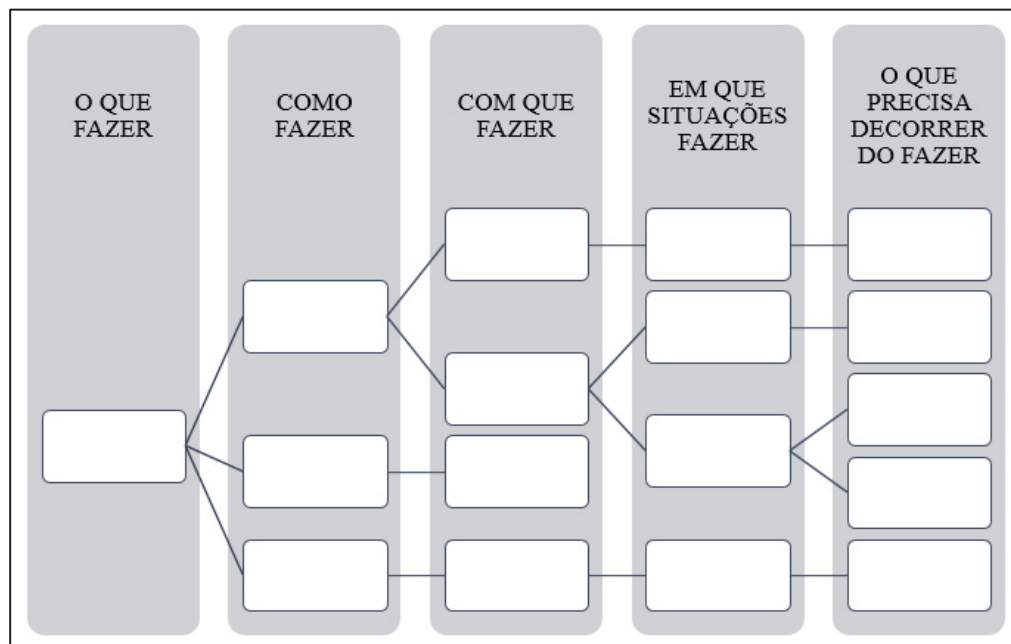 O QUE
FAZER
COMO
FAZER
COM QUE
FAZER
EM QUE
SITUAÇÕES
FAZER
O QUE
PRECISA
DECORRER
DO FAZER